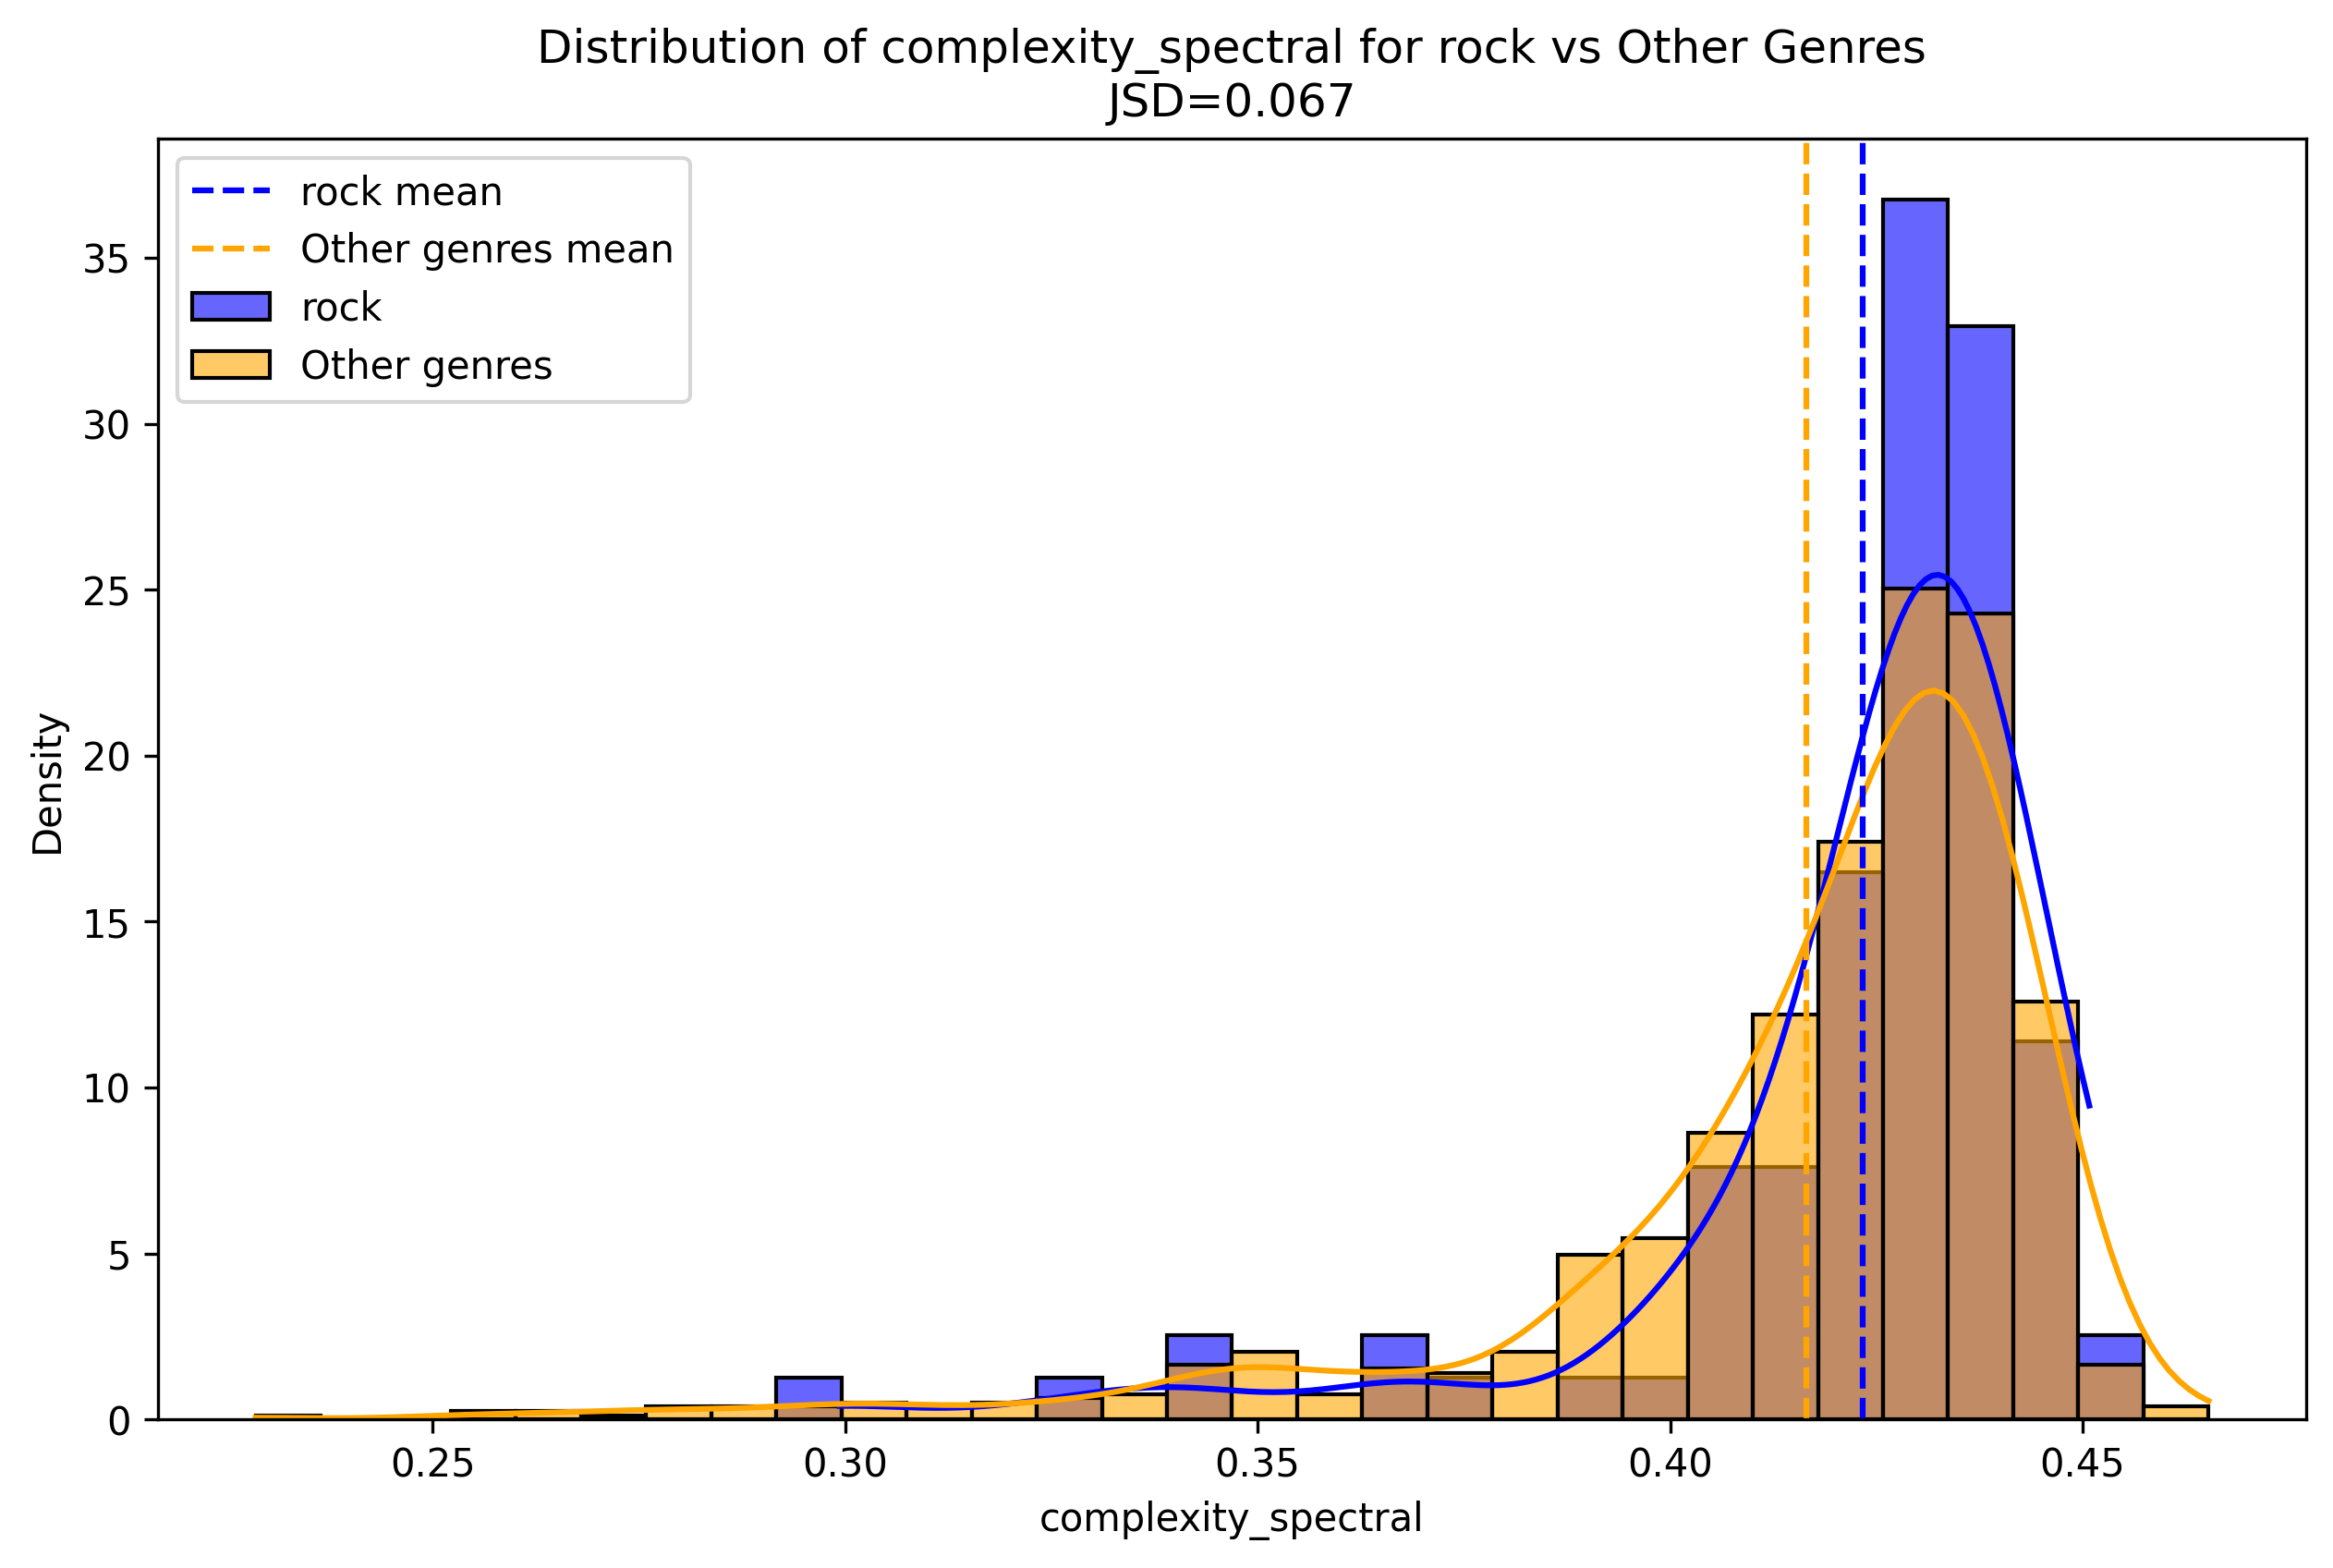 Distribution of complexity_spectral for rock vs Other Genres
JSD=0.067
rock mean
Other genres mean
rock
Other genres
35
30
25
20
15
10
5
0
Density
0.25 0.30 0.35 0.40 0.45
complexity_spectral